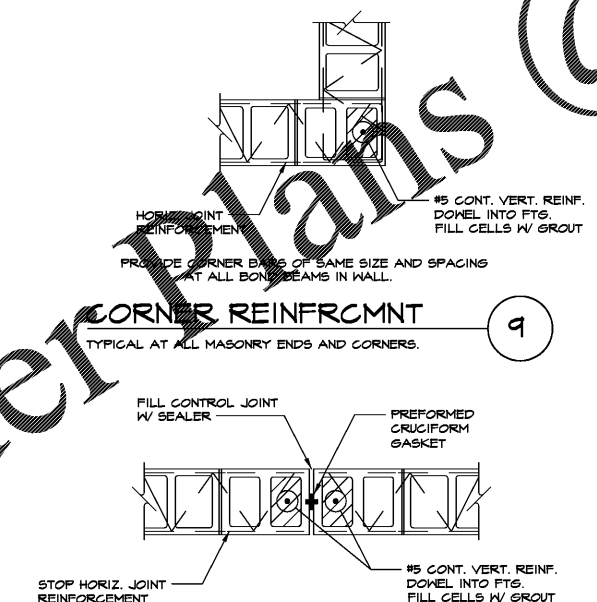 #5 CONT. VERT. REINF.
DOWEL INTO FTG.
FILL CELLS W/ GROUT
HORIZ. JOINT
REINFORCEMENT
PROVIDE CORNER BARS OF SAME SIZE AND SPACING
AT ALL BOND BEAMS IN WALL.
CORNER REINFRCMNT
9
TYPICAL AT ALL MASONRY ENDS AND CORNERS.
FILL CONTROL JOINT
W/ SEALER
PREFORMED
CRUCIFORM
GASKET
#5 CONT. VERT. REINF.
DOWEL INTO FTG.
FILL CELLS W/ GROUT
STOP HORIZ. JOINT
REINFORCEMENT
er Plans ©